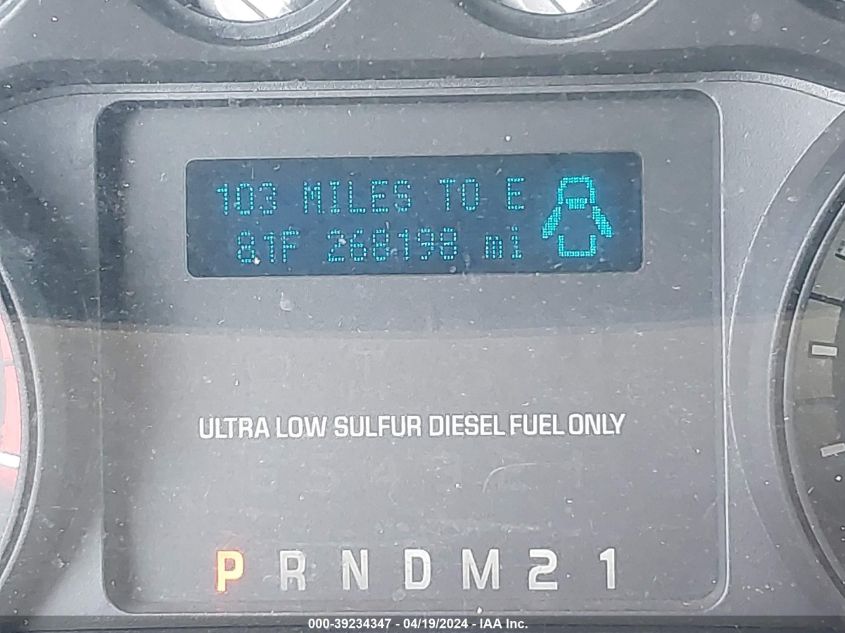 103 MILES TO E
81F 268198 mi
ULTRA LOW SULFUR DIESEL FUEL ONLY
P R N D M 2 1
000-39234347 - 04/19/2024 - IAA Inc.